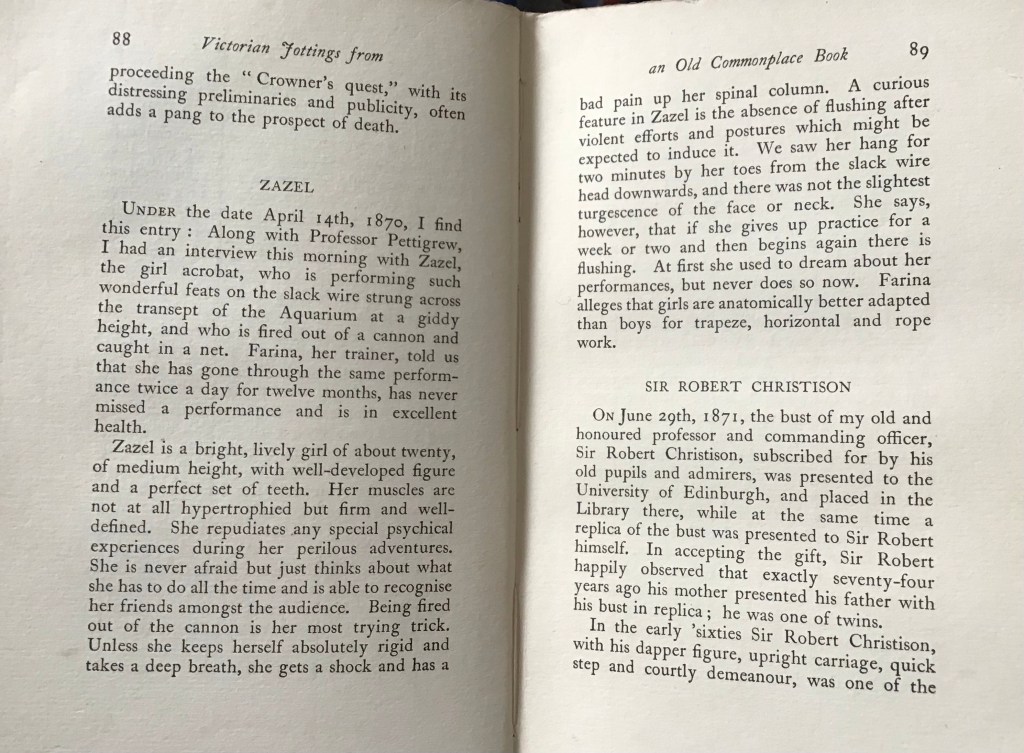 88
Victorian Jottings from
proceeding the "Crowner's quest," with its
distressing preliminaries and publicity, often
adds a pang to the prospect of death.
ZAZEL
UNDER the date April 14th, 1870, I find
this entry: Along with Professor Pettigrew,
I had an interview this morning with Zazel,
the girl acrobat, who is performing such
wonderful feats on the slack wire strung across
the transept of the Aquarium at a giddy
height, and who is fired out of a cannon and
caught in a net. Farina, her trainer, told us
that she has gone through the same perform-
ance twice a day for twelve months, has never
missed a performance and is in excellent
health.
Zazel is a bright, lively girl of about twenty,
of medium height, with well-developed figure
and a perfect set of teeth. Her muscles are
not at all hypertrophied but firm and well-
defined. She repudiates any special psychical
experiences during her perilous adventures.
She is never afraid but just thinks about what
she has to do all the time and is able to recognise
her friends amongst the audience. Being fired
out of the cannon is her most trying trick.
Unless she keeps herself absolutely rigid and
takes a deep breath, she gets a shock and has a
an Old Commonplace Book
89
bad pain up her spinal column. A curious
feature in Zazel is the absence of flushing after
violent efforts and postures which might be
expected to induce it. We saw her hang for
two minutes by her toes from the slack wire
head downwards, and there was not the slightest
turgescence of the face or neck. She says,
however, that if she gives up practice for a
week or two and then begins again there is
flushing. At first she used to dream about her
performances, but never does so now. Farina
alleges that girls are anatomically better adapted
than boys for trapeze, horizontal and rope
work.
SIR ROBERT CHRISTISON
ON June 29th, 1871, the bust of my old and
honoured professor and commanding officer,
Sir Robert Christison, subscribed for by his
old pupils and admirers, was presented to the
University of Edinburgh, and placed in the
Library there, while at the same time a
replica of the bust was presented to Sir Robert
himself. In accepting the gift, Sir Robert
happily observed that exactly seventy-four
years ago his mother presented his father with
his bust in replica; he was one of twins.
In the early 'sixties Sir Robert Christison,
with his dapper figure, upright carriage, quick
step and courtly demeanour, was one of the